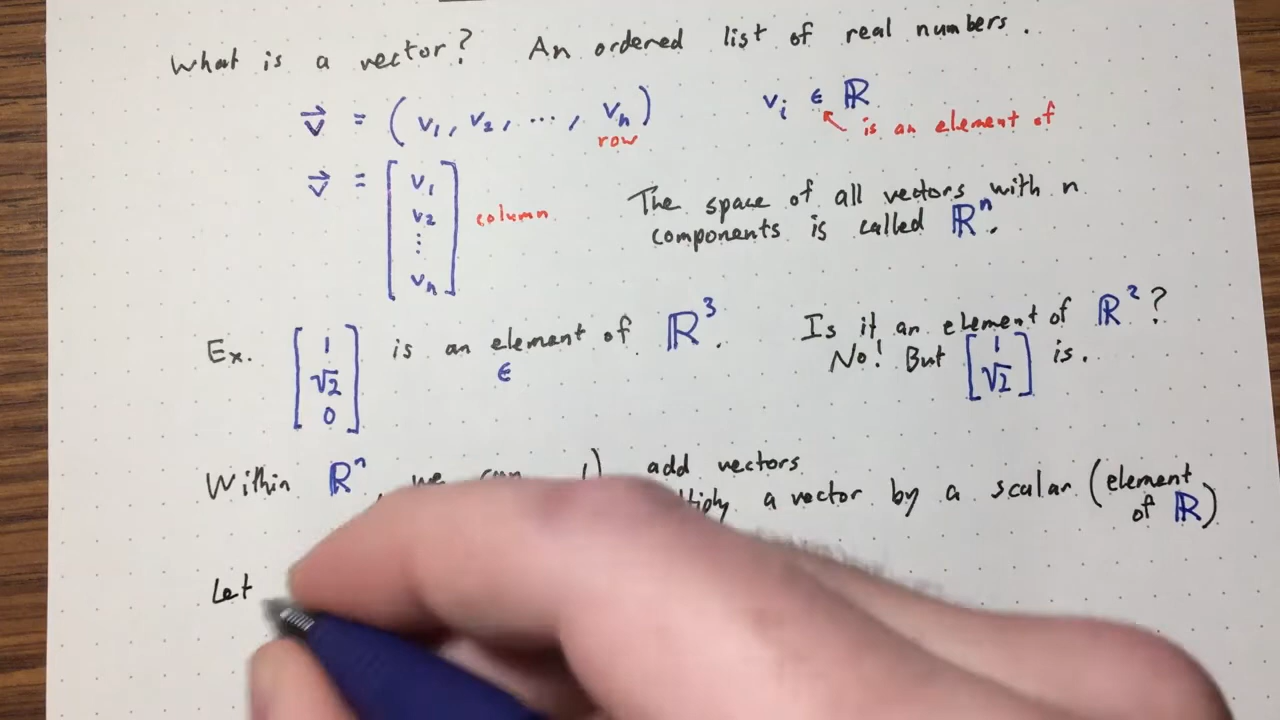 What is a vector? An ordered list of real numbers.
v⃗ = (v₁, v₂, ..., vₙ) vᵢ ∈ ℝ
row is an element of
v⃗ = [v₁ v₂ ⋮ vₙ] column
The space of all vectors with n
components is called ℝⁿ.
Ex. [1 √2 0] is an element of ℝ³.
∈
Is it an element of ℝ²?
No! But [1 √2] is.
Within ℝⁿ, we can 1) add vectors
a vector by a scalar (element
of ℝ)
Let